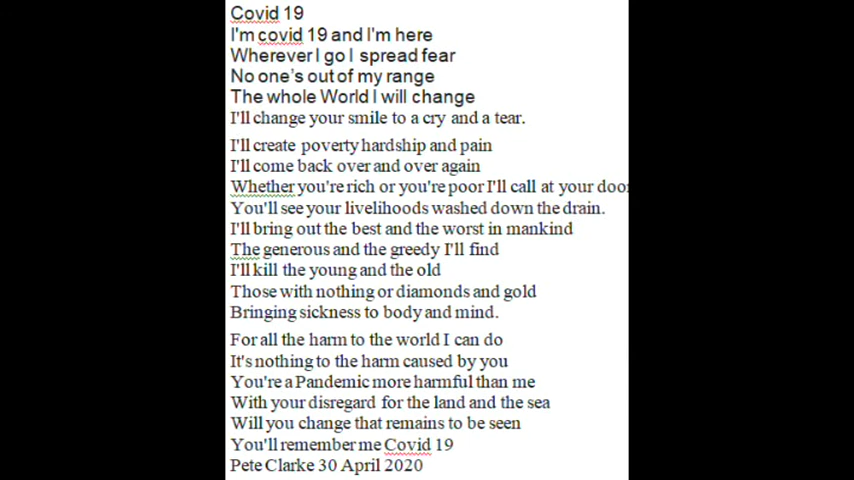 Covid 19
I'm covid 19 and I'm here
Wherever I go I spread fear
No one's out of my range
The whole World I will change
I'll change your smile to a cry and a tear.
I'll create poverty hardship and pain
I'll come back over and over again
Whether you're rich or you're poor I'll call at your door
You'll see your livelihoods washed down the drain.
I'll bring out the best and the worst in mankind
The generous and the greedy I'll find
I'll kill the young and the old
Those with nothing or diamonds and gold
Bringing sickness to body and mind.
For all the harm to the world I can do
It's nothing to the harm caused by you
You're a Pandemic more harmful than me
With your disregard for the land and the sea
Will you change that remains to be seen
You'll remember me Covid 19
Pete Clarke 30 April 2020